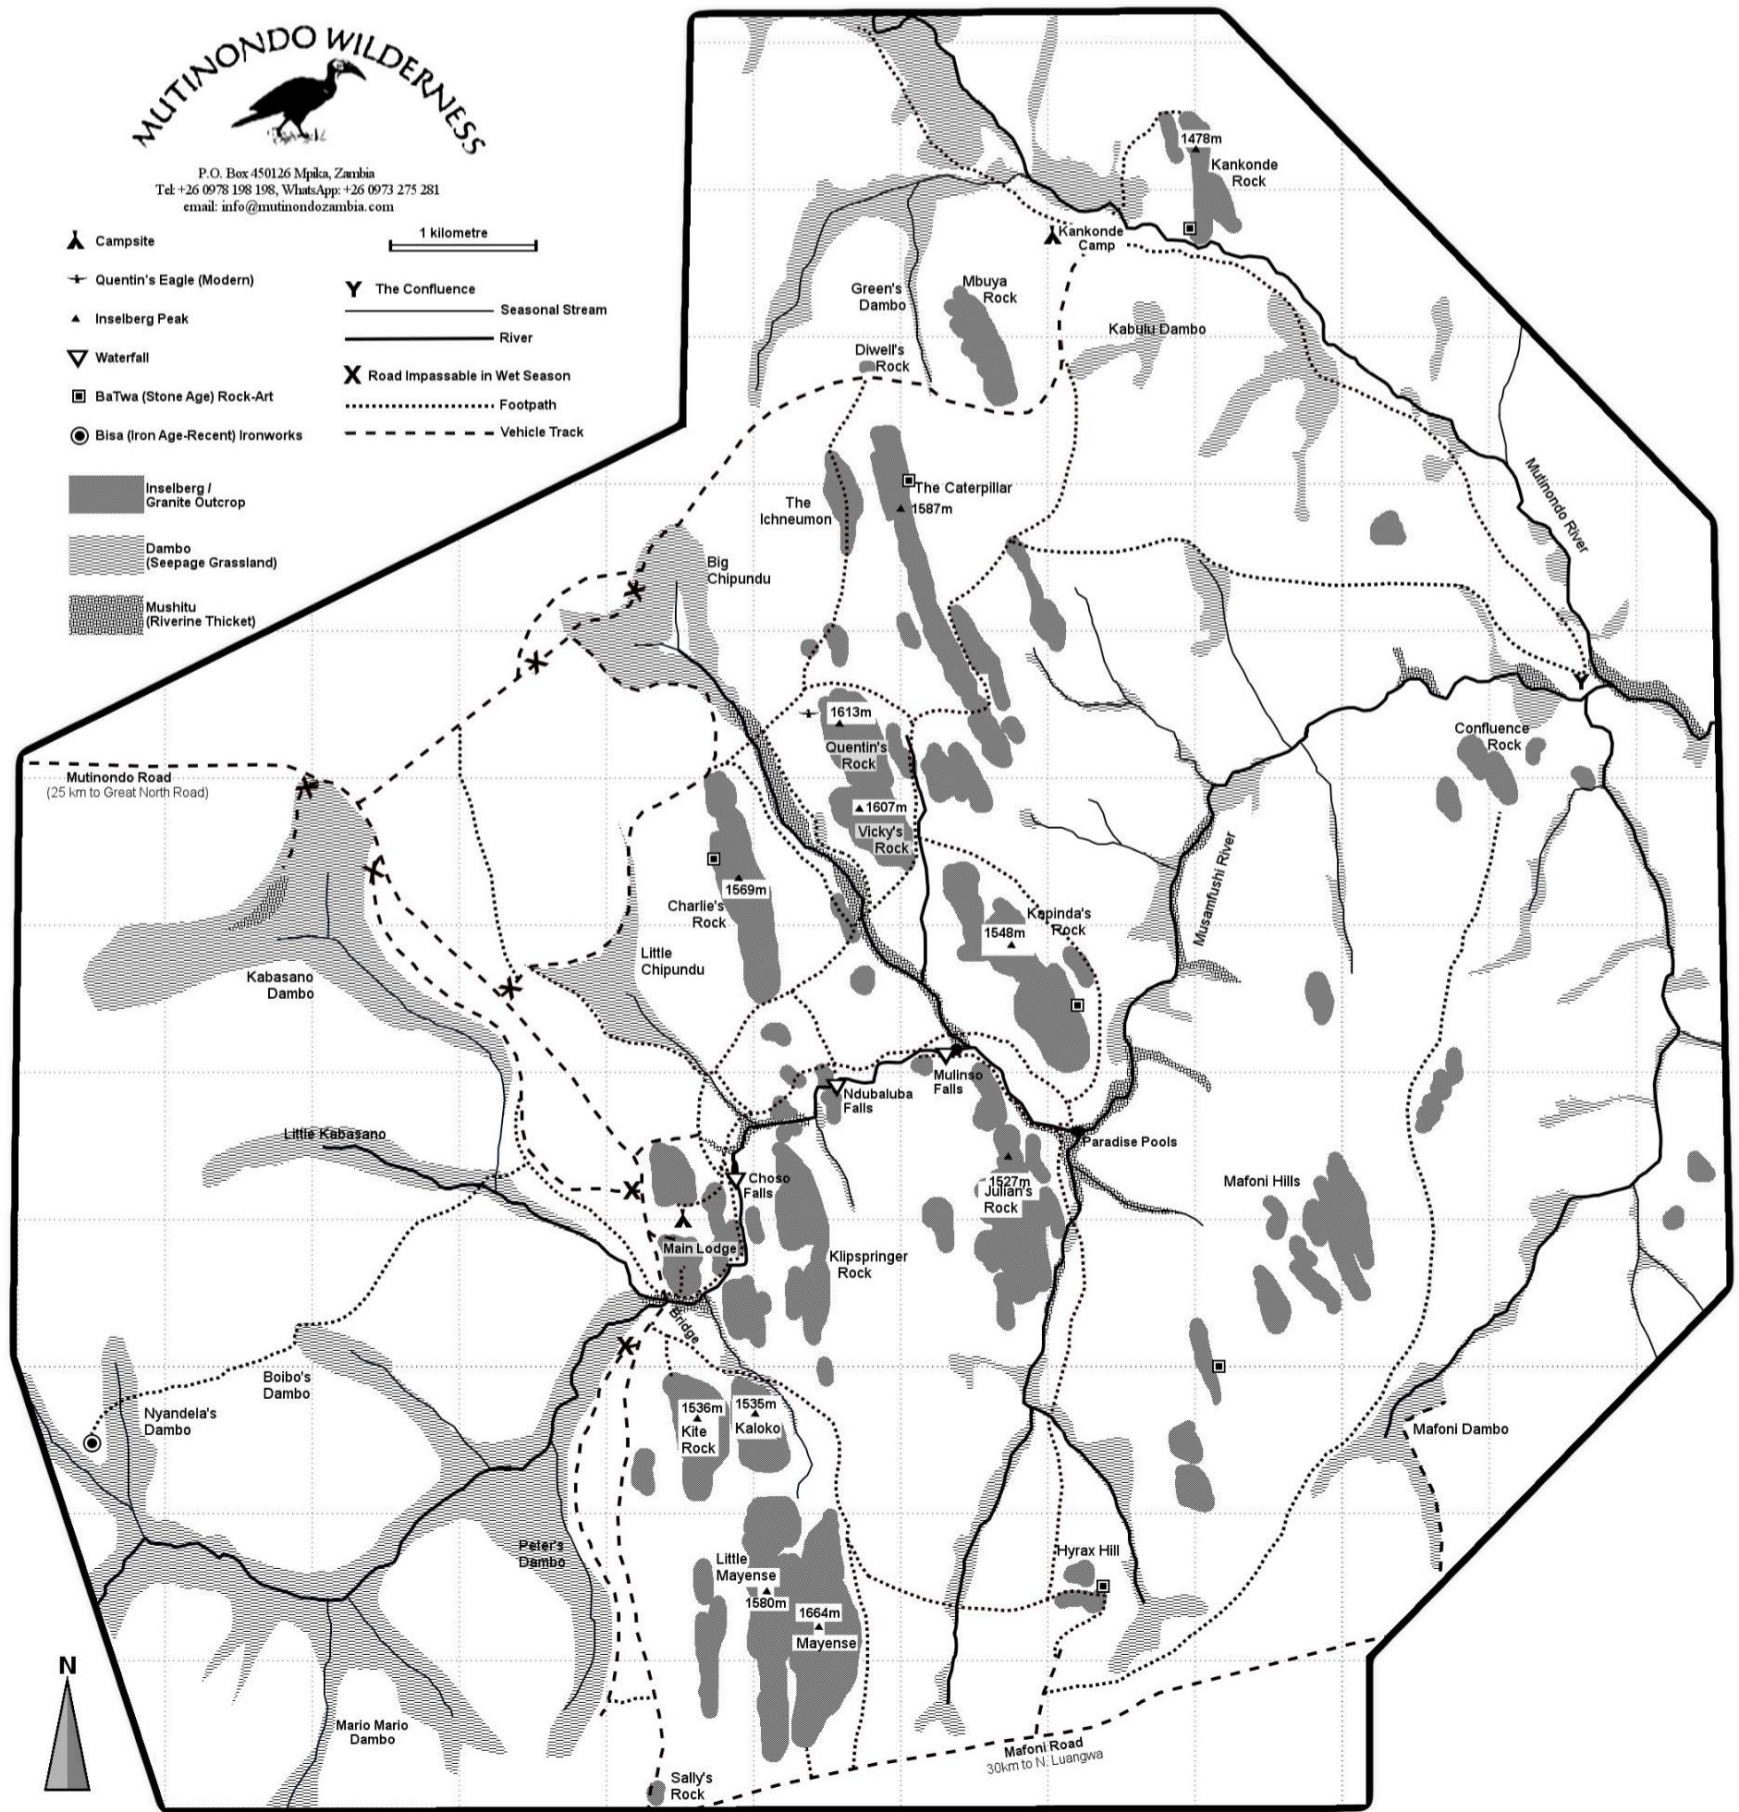 MUTINONDO WILDERNESS
P.O. Box 450126 Mpika, Zambia
Tel: +26 0978 198 198, WhatsApp: +26 0973 275 281
email: info@mutinondozambia.com
Campsite
1 kilometre
Quentin's Eagle (Modern)
The Confluence
Seasonal Stream
Inselberg Peak
River
Waterfall
Road Impassable in Wet Season
BaTwa (Stone Age) Rock-Art
Footpath
Bisa (Iron Age-Recent) Ironworks
Vehicle Track
Inselberg /
Granite Outcrop
Dambo
(Seepage Grassland)
Mushitu
(Riverine Thicket)
1478m
Kankonde
Rock
Kankonde
Camp
Green's
Dambo
Mbuya
Rock
Kabulu Dambo
Diwell's
Rock
The Caterpillar
1587m
The
Ichneumon
Mutinondo River
Big
Chipundu
1613m
Quentin's
Rock
1607m
Vicky's
Rock
Confluence
Rock
Mutinondo Road
(25 km to Great North Road)
Musamfushi River
1569m
Charlie's
Rock
Kapinda's
Rock
1548m
Little
Chipundu
Kabasano
Dambo
Mulinso
Falls
Ndubaluba
Falls
Little Kabasano
Paradise Pools
Choso
Falls
1527m
Julian's
Rock
Mafoni Hills
Main Lodge
Klipspringer
Rock
Bridge
Boibo's
Dambo
Nyandela's
Dambo
1536m
Kite
Rock
1535m
Kaloko
Mafoni Dambo
Peter's
Dambo
Hyrax Hill
Little
Mayense
1580m
1664m
Mayense
N
Mario Mario
Dambo
Mafoni Road
30km to N. Luangwa
Sally's
Rock